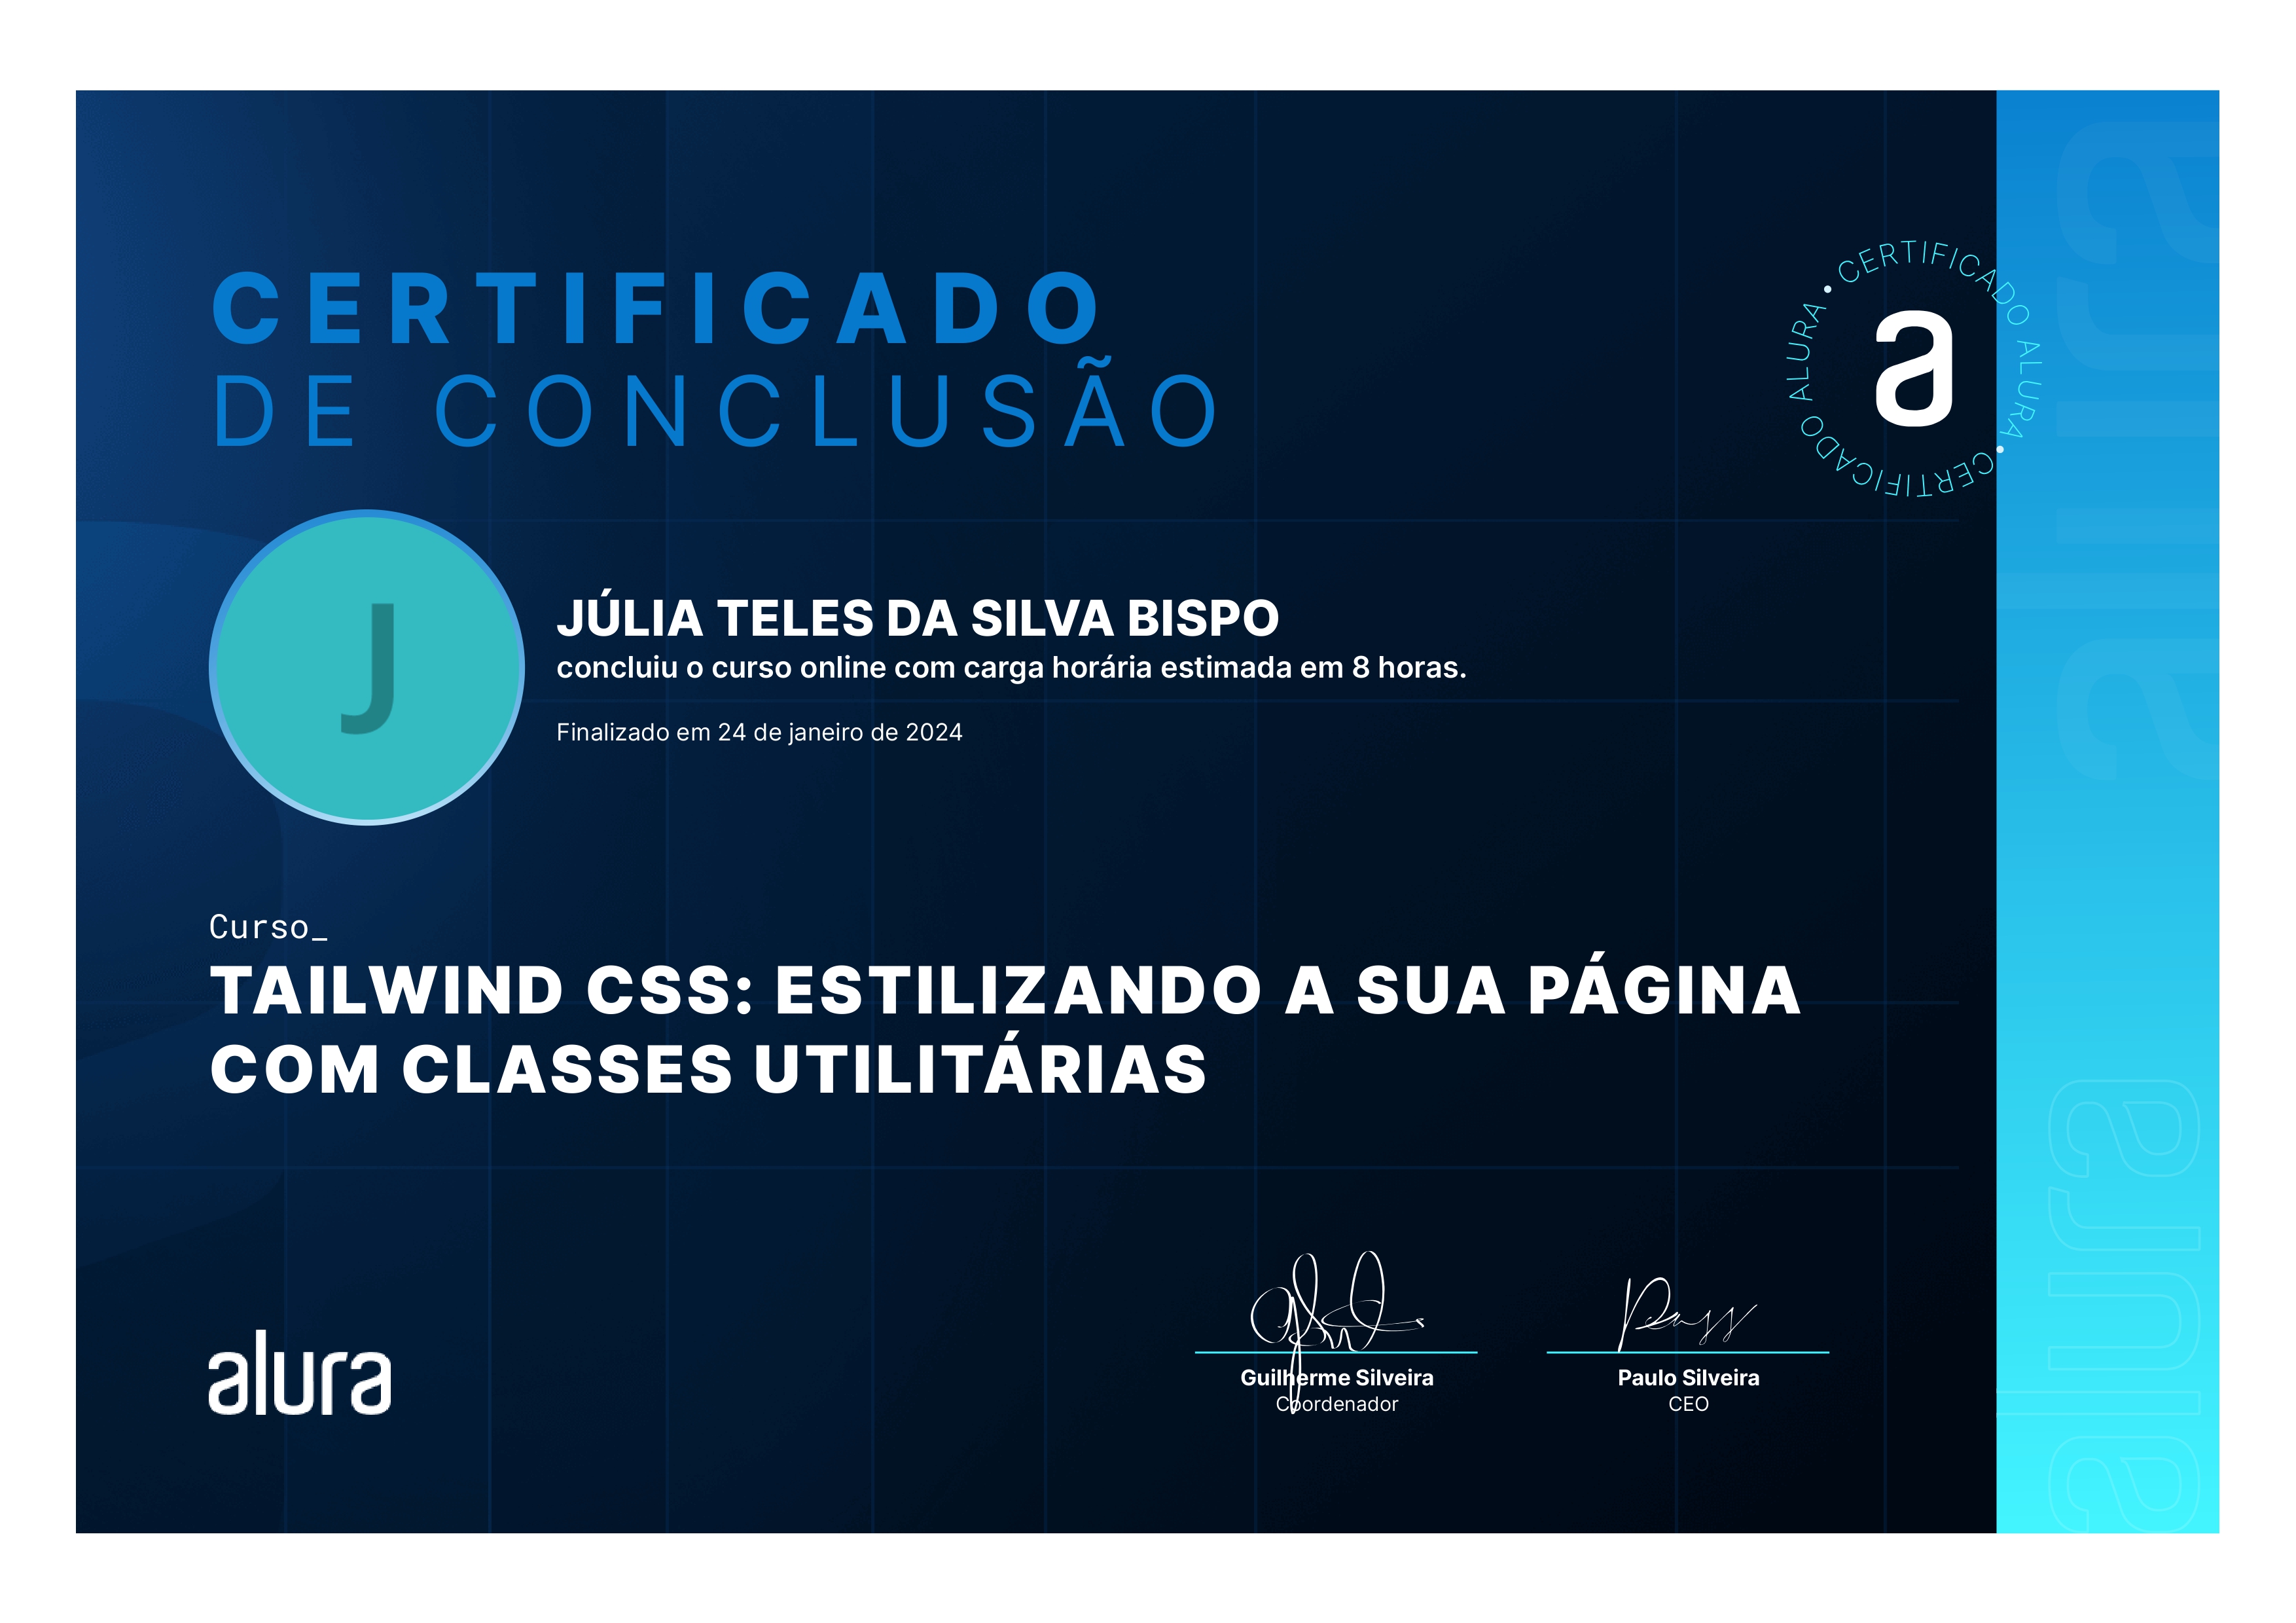 CERTIFICADO
DE CONCLUSÃO
CERTIFICADO ALURA • CERTIFICADO ALURA •
a
J
JÚLIA TELES DA SILVA BISPO
concluiu o curso online com carga horária estimada em 8 horas.
Finalizado em 24 de janeiro de 2024
Curso_
TAILWIND CSS: ESTILIZANDO A SUA PÁGINA
COM CLASSES UTILITÁRIAS
alura
Guilherme Silveira
Coordenador
Paulo Silveira
CEO
alura
alura